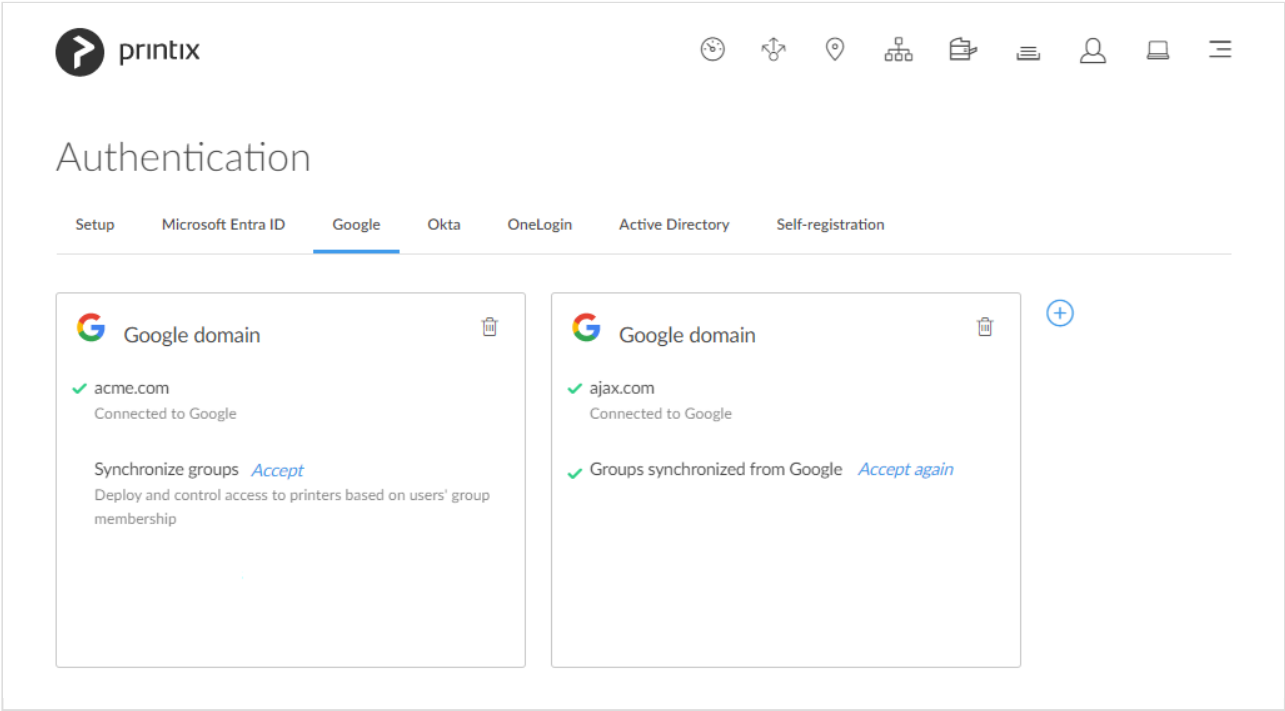 printix
Authentication
Setup Microsoft Entra ID Google Okta OneLogin Active Directory Self-registration
Google domain
acme.com
Connected to Google
Synchronize groups Accept
Deploy and control access to printers based on users' group
membership
Google domain
ajax.com
Connected to Google
Groups synchronized from Google Accept again